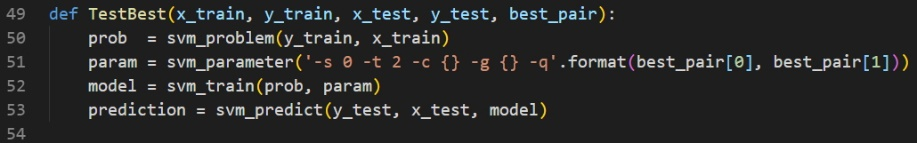 49 def TestBest(x_train, y_train, x_test, y_test, best_pair):
50     prob  = svm_problem(y_train, x_train)
51     param = svm_parameter('-s 0 -t 2 -c {} -g {} -q'.format(best_pair[0], best_pair[1]))
52     model = svm_train(prob, param)
53     prediction = svm_predict(y_test, x_test, model)
54